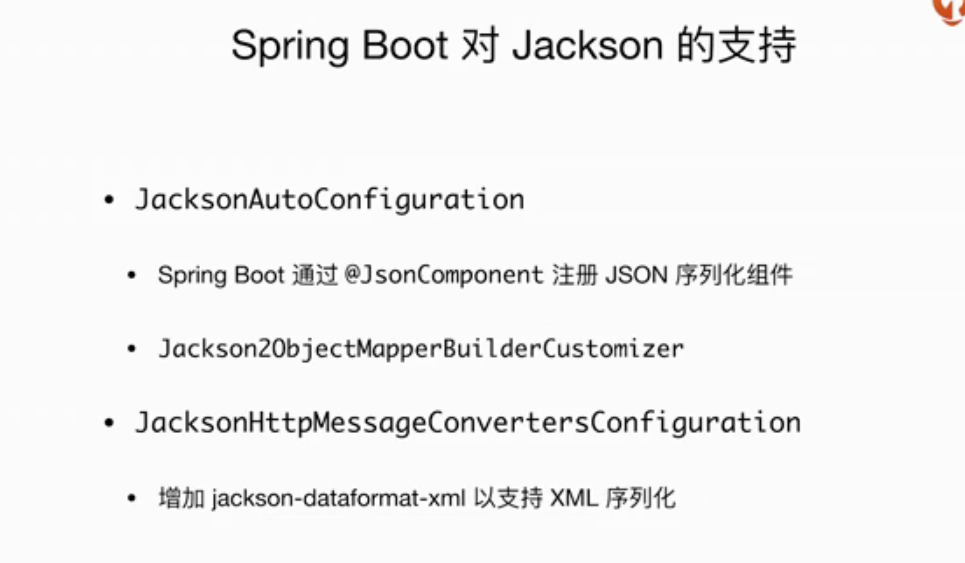 Spring Boot 对 Jackson 的支持
• JacksonAutoConfiguration
• Spring Boot 通过 @JsonComponent 注册 JSON 序列化组件
• Jackson2ObjectMapperBuilderCustomizer
• JacksonHttpMessageConvertersConfiguration
• 增加 jackson-dataformat-xml 以支持 XML 序列化